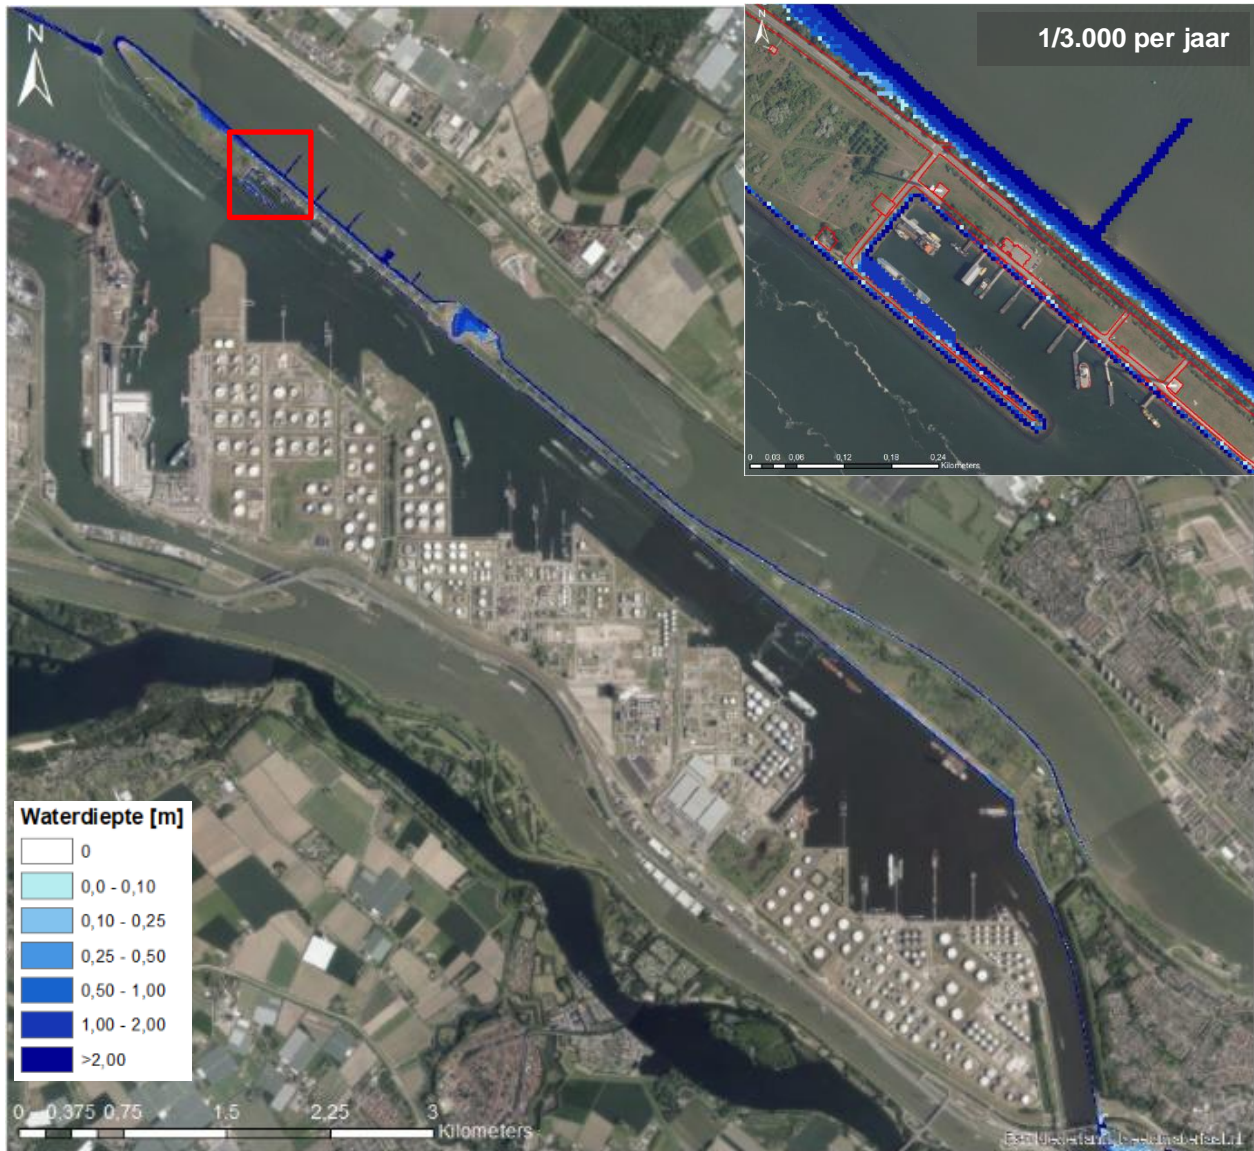 N
N
1/3.000 per jaar
0 0,03 0,06 0,12 0,18 0,24
Kilometers
Waterdiepte [m]
0
0,0 - 0,10
0,10 - 0,25
0,25 - 0,50
0,50 - 1,00
1,00 - 2,00
>2,00
0 0,375 0,75 1,5 2,25 3
Kilometers